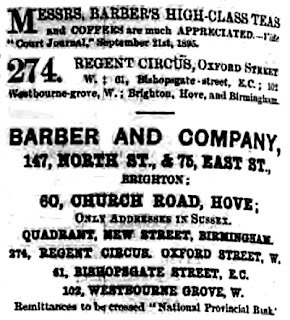 MESSRS. BARBER'S HIGH-CLASS TEAS
and COFFEES are much APPRECIATED.—Vide
"Court Journal," September 21st, 1895.
274. REGENT CIRCUS, OXFORD STREET
W. ; 61, Bishopsgate-street, E.C. ; 102
Westbourne-grove, W. ; Brighton, Hove, and Birmingham.
BARBER AND COMPANY,
147, NORTH ST., & 75, EAST ST.,
BRIGHTON;
60, CHURCH ROAD, HOVE;
ONLY ADDRESSES IN SUSSEX.
QUADRANT, NEW STREET, BIRMINGHAM.
274, REGENT CIRCUS. OXFORD STREET, W.
61, BISHOPSGATE STREET, E.C.
102, WESTBOURNE GROVE, W.
Remittances to be crossed "National Provincial Bank."